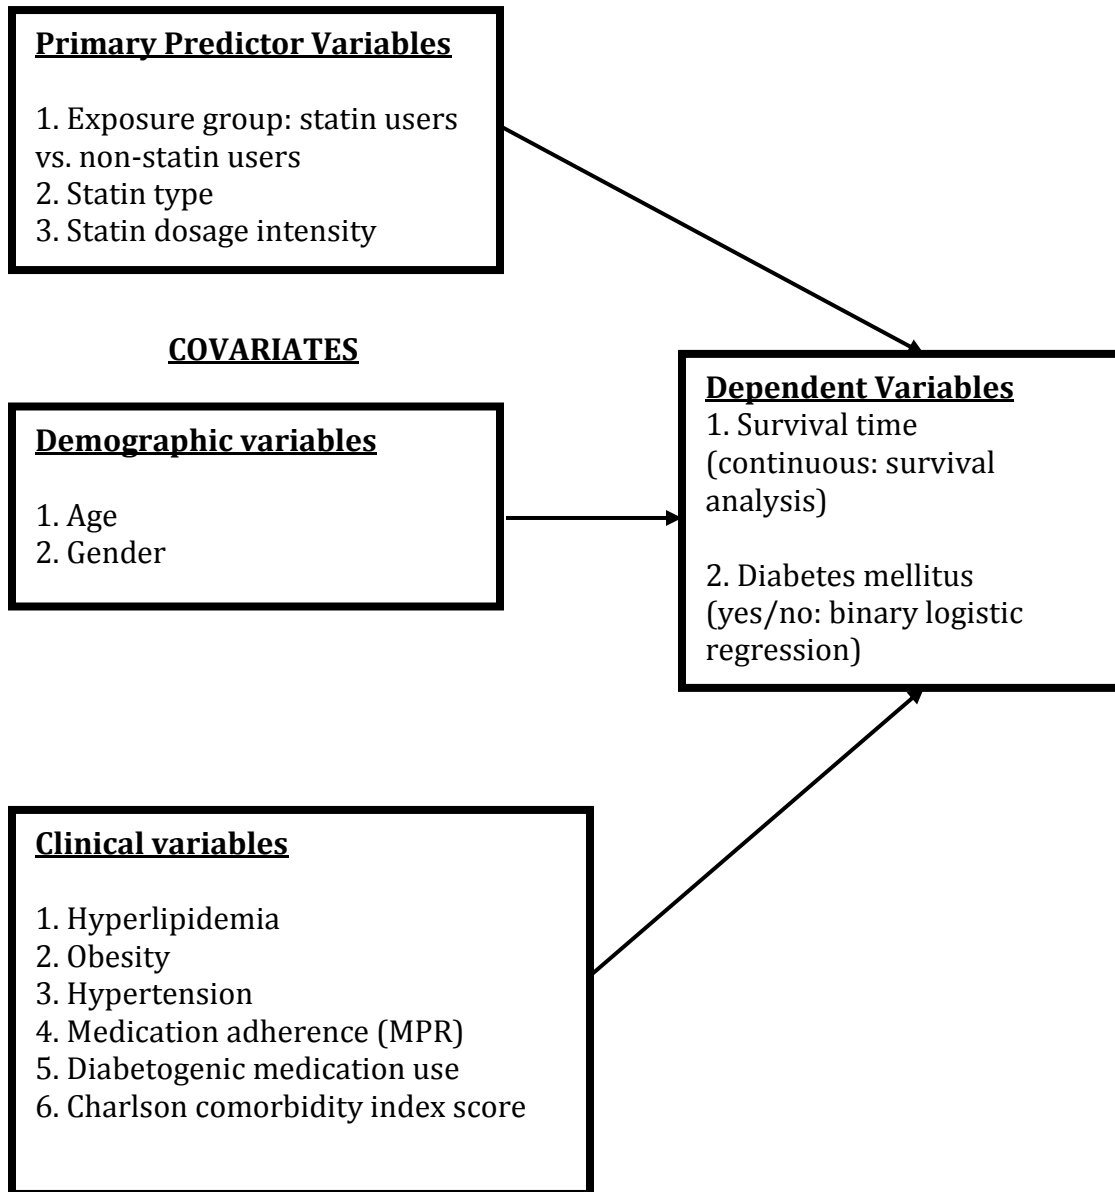 Primary Predictor Variables
1. Exposure group: statin users
vs. non-statin users
2. Statin type
3. Statin dosage intensity
COVARIATES
Demographic variables
1. Age
2. Gender
Dependent Variables
1. Survival time
(continuous: survival
analysis)
2. Diabetes mellitus
(yes/no: binary logistic
regression)
Clinical variables
1. Hyperlipidemia
2. Obesity
3. Hypertension
4. Medication adherence (MPR)
5. Diabetogenic medication use
6. Charlson comorbidity index score